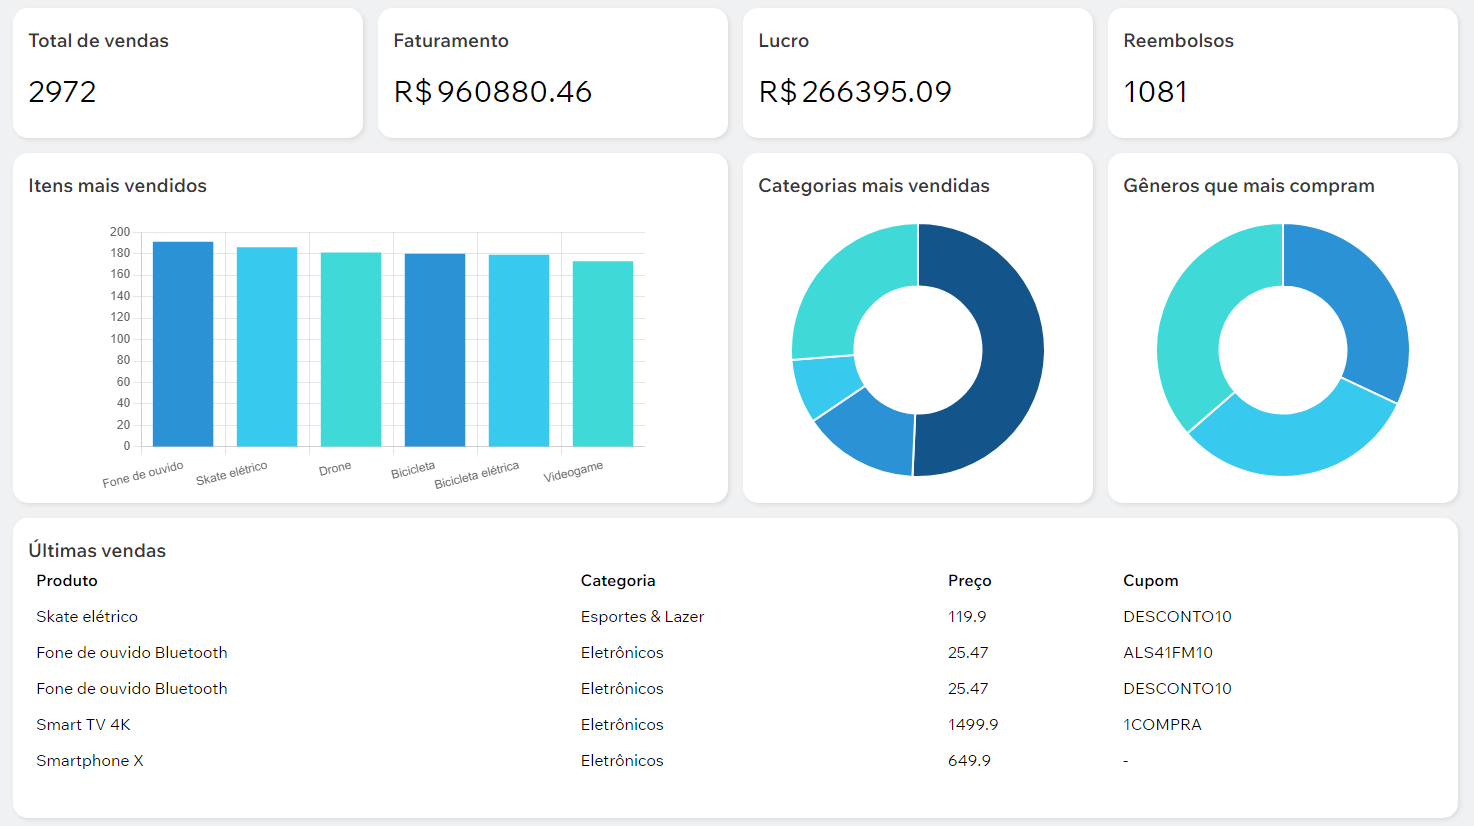 Total de vendas
2972
Faturamento
R$ 960880.46
Lucro
R$ 266395.09
Reembolsos
1081
Itens mais vendidos
200
180
160
140
120
100
80
60
40
20
0
Fone de ouvido
Skate elétrico
Drone
Bicicleta
Bicicleta elétrica
Videogame
Categorias mais vendidas
Gêneros que mais compram
Últimas vendas
Produto Categoria Preço Cupom
Skate elétrico Esportes & Lazer 119.9 DESCONTO10
Fone de ouvido Bluetooth Eletrônicos 25.47 ALS41FM10
Fone de ouvido Bluetooth Eletrônicos 25.47 DESCONTO10
Smart TV 4K Eletrônicos 1499.9 1COMPRA
Smartphone X Eletrônicos 649.9 -